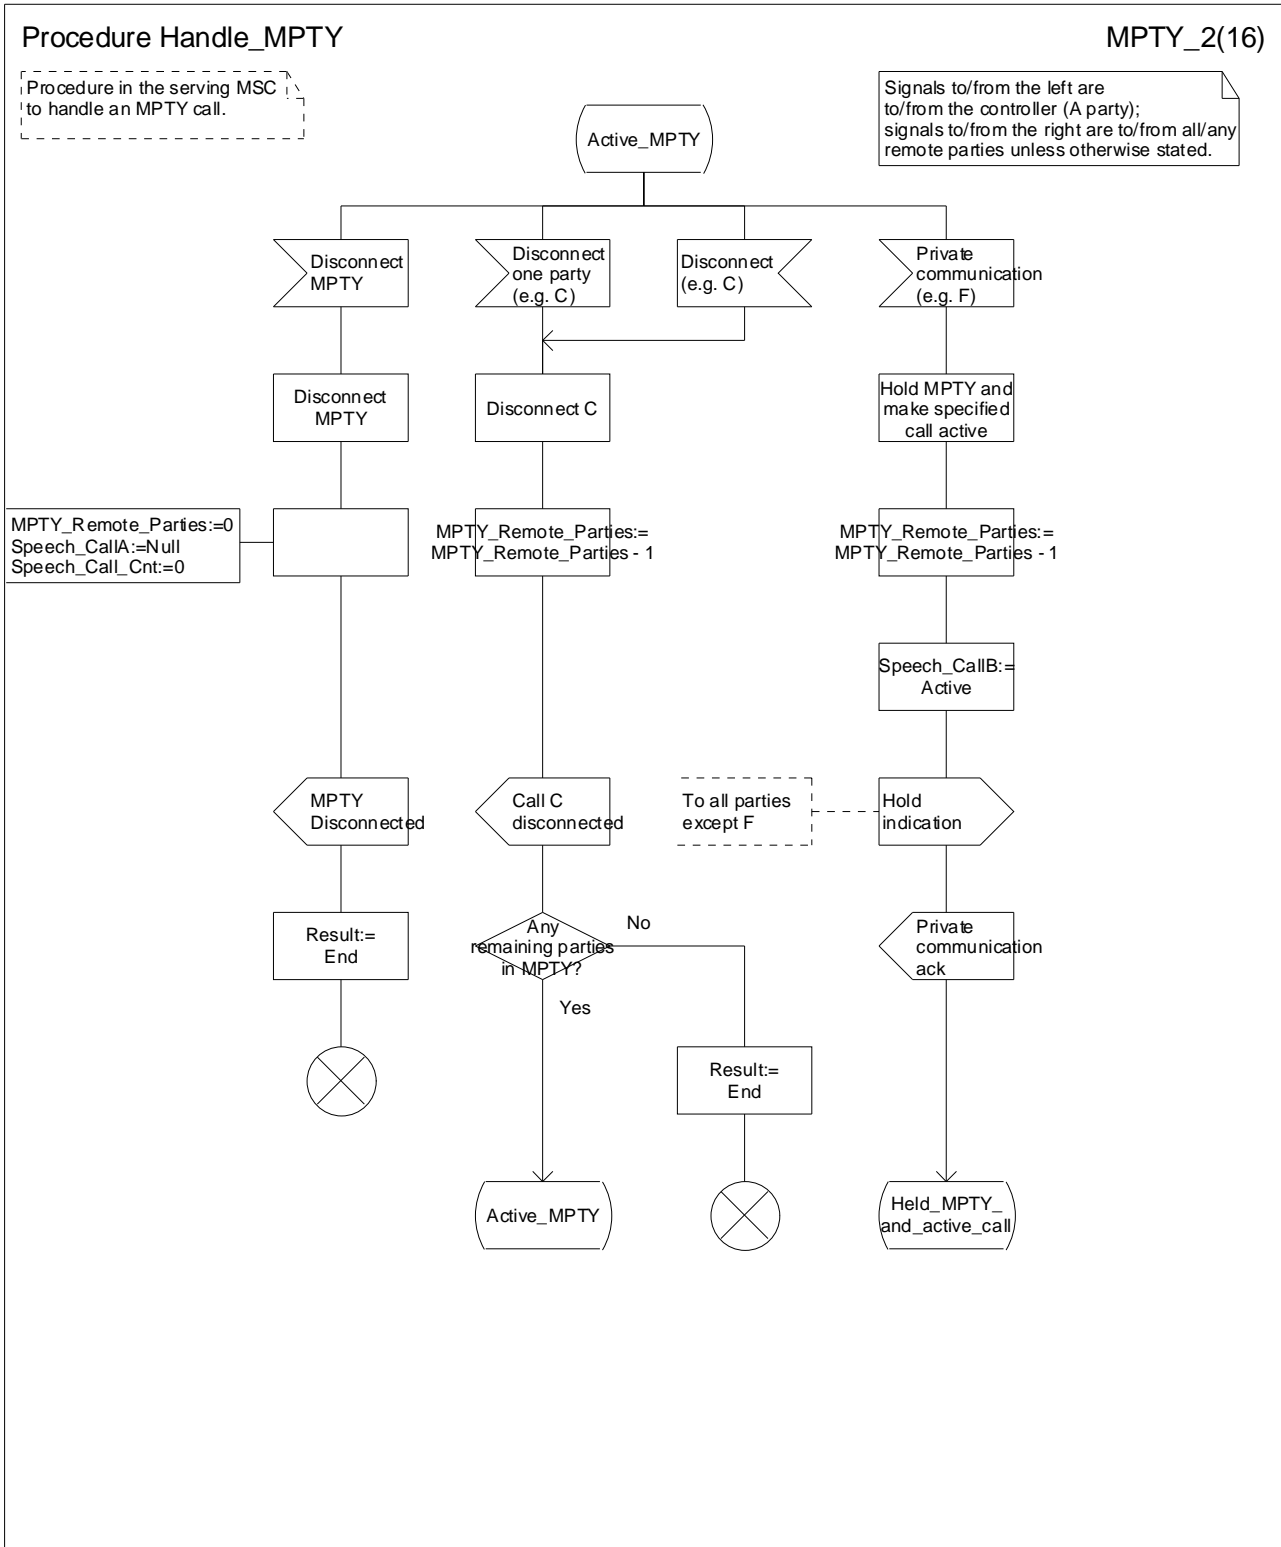 Procedure Handle_MPTY
MPTY_2(16)
Procedure in the serving MSC
to handle an MPTY call.
Signals to/from the left are
to/from the controller (A party);
signals to/from the right are to/from all/any
remote parties unless otherwise stated.
Active_MPTY
Disconnect
MPTY
Disconnect
one party
(e.g. C)
Disconnect
(e.g. C)
Private
communication
(e.g. F)
Disconnect
MPTY
Disconnect C
Hold MPTY and
make specified
call active
MPTY_Remote_Parties:=0
Speech_CallA:=Null
Speech_Call_Cnt:=0
MPTY_Remote_Parties:=
MPTY_Remote_Parties - 1
MPTY_Remote_Parties:=
MPTY_Remote_Parties - 1
Speech_CallB:=
Active
MPTY
Disconnected
Call C
disconnected
To all parties
except F
Hold
indication
Result:=
End
Any
remaining parties
in MPTY?
No
Yes
Private
communication
ack
Result:=
End
Active_MPTY
Held_MPTY_
and_active_call